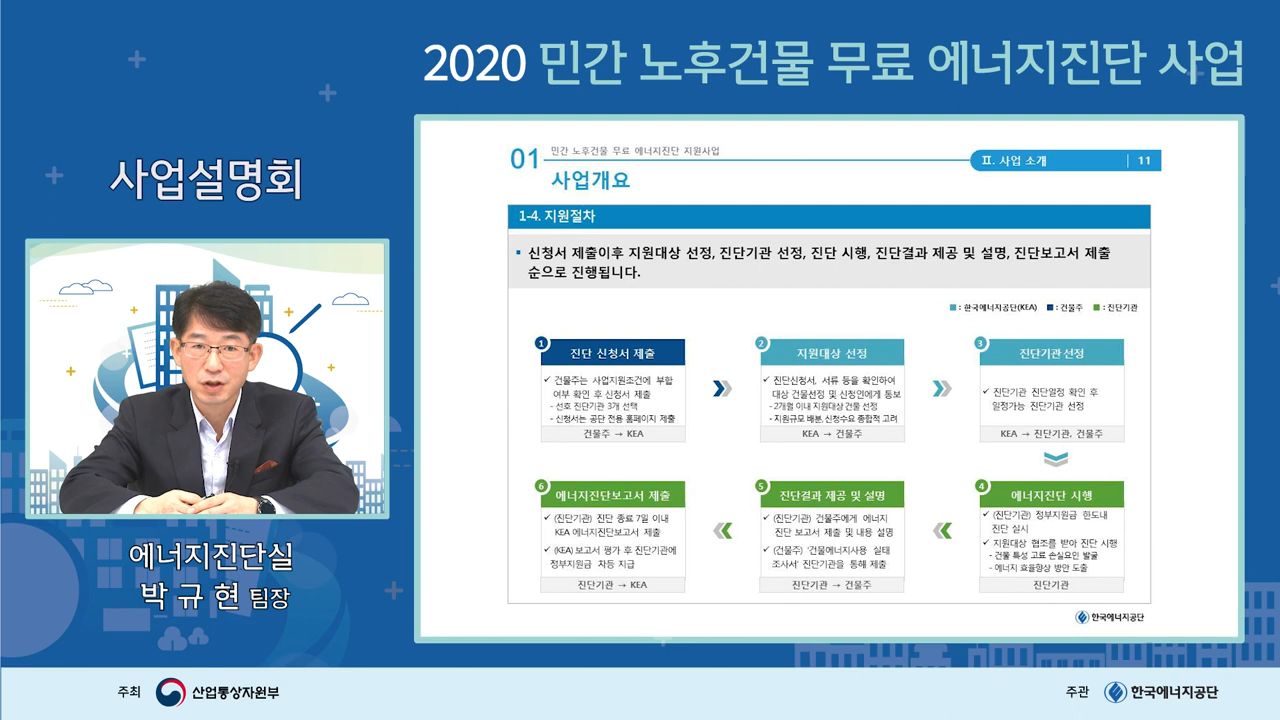 2020 민간 노후건물 무료 에너지진단 사업
사업설명회
에너지진단실
박 규 현 팀장
01
민간 노후건물 무료 에너지진단 지원사업
사업개요
Ⅱ. 사업 소개
11
1-4. 지원절차
▪ 신청서 제출이후 지원대상 선정, 진단기관 선정, 진단 시행, 진단결과 제공 및 설명, 진단보고서 제출
순으로 진행됩니다.
■ : 한국에너지공단(KEA) ■ : 건물주 ■ : 진단기관
1 진단 신청서 제출
✓ 건물주는 사업지원조건에 부합
여부 확인 후 신청서 제출
- 선호 진단기관 3개 선택
- 신청서는 공단 전용 홈페이지 제출
건물주 → KEA
2 지원대상 선정
✓ 진단신청서, 서류 등을 확인하여
대상 건물선정 및 신청인에게 통보
- 2개월 이내 지원대상 건물 선정
- 지원규모 배분, 신청수요 종합적 고려
KEA → 건물주
3 진단기관 선정
✓ 진단기관 진단일정 확인 후
일정가능 진단기관 선정
KEA → 진단기관, 건물주
4 에너지진단 시행
✓ (진단기관) 정부지원금 한도내
진단 실시
✓ 지원대상 협조를 받아 진단 시행
- 건물 특성 고료 손실요인 발굴
- 에너지 효율향상 방안 도출
진단기관
5 진단결과 제공 및 설명
✓ (진단기관) 건물주에게 에너지
진단 보고서 제출 및 내용 설명
✓ (건물주) '건물에너지사용 실태
조사서' 진단기관을 통해 제출
진단기관 → 건물주
6 에너지진단보고서 제출
✓ (진단기관) 진단 종료 7일 이내
KEA 에너지진단보고서 제출
✓ (KEA) 보고서 평가 후 진단기관에
정부지원금 차등 지급
진단기관 → KEA
한국에너지공단
주최 산업통상자원부
주관 한국에너지공단